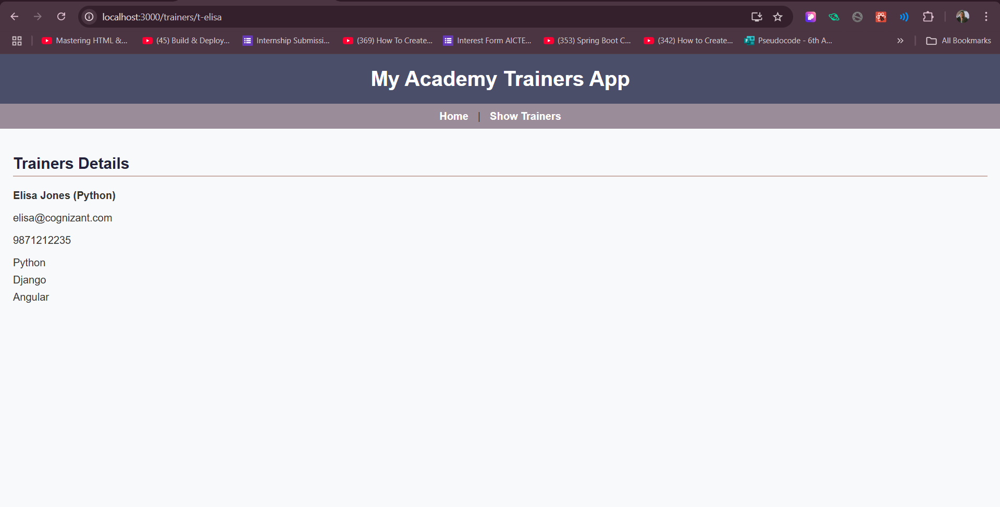 localhost:3000/trainers/t-elisa
Mastering HTML &... (45) Build & Deploy... Internship Submissi... (369) How To Create... Interest Form AICTE... (353) Spring Boot C... (342) How to Create... Pseudocode - 6th A... » All Bookmarks
My Academy Trainers App
Home | Show Trainers
Trainers Details
Elisa Jones (Python)
elisa@cognizant.com
9871212235
Python
Django
Angular